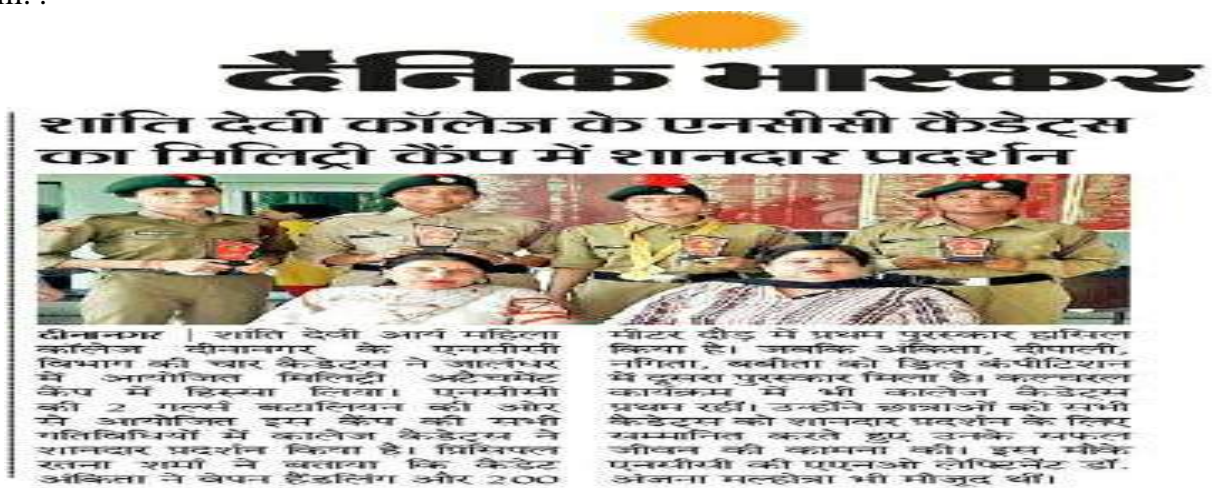 दैनिक भास्कर
शांति देवी कॉलेज के एनसीसी कैडेट्स
का मिलिट्री कैंप में शानदार प्रदर्शन
दीनानगर | शांति देवी आर्य महिला
कॉलेज दीनानगर के एनसीसी
विभाग की चार कैडेट्स ने जालंधर
में आयोजित मिलिट्री अटैचमेंट
कैंप में हिस्सा लिया। एनसीसी
की 2 गर्ल्स बटालियन की ओर
से आयोजित इस कैंप की सभी
गतिविधियों में कालेज कैडेट्स ने
शानदार प्रदर्शन किया है। प्रिंसिपल
रतना शर्मा ने बताया कि कैडेट
अंकिता ने वेपन हैंडलिंग और 200
मीटर दौड़ में प्रथम पुरस्कार हासिल
किया है। जबकि अंकिता, दीपाली,
नगिता, बबीता को ड्रिल कंपीटिशन
में दूसरा पुरस्कार मिला है। कल्चरल
कार्यक्रम में भी कालेज कैडेट्स
प्रथम रहीं। उन्होंने छात्राओं को सभी
कैडेट्स को शानदार प्रदर्शन के लिए
सम्मानित करते हुए उनके सफल
जीवन की कामना की। इस मौके
एनसीसी की एएनओ लेफ्टिनेंट डॉ.
अंजना मल्होत्रा भी मौजूद थीं।